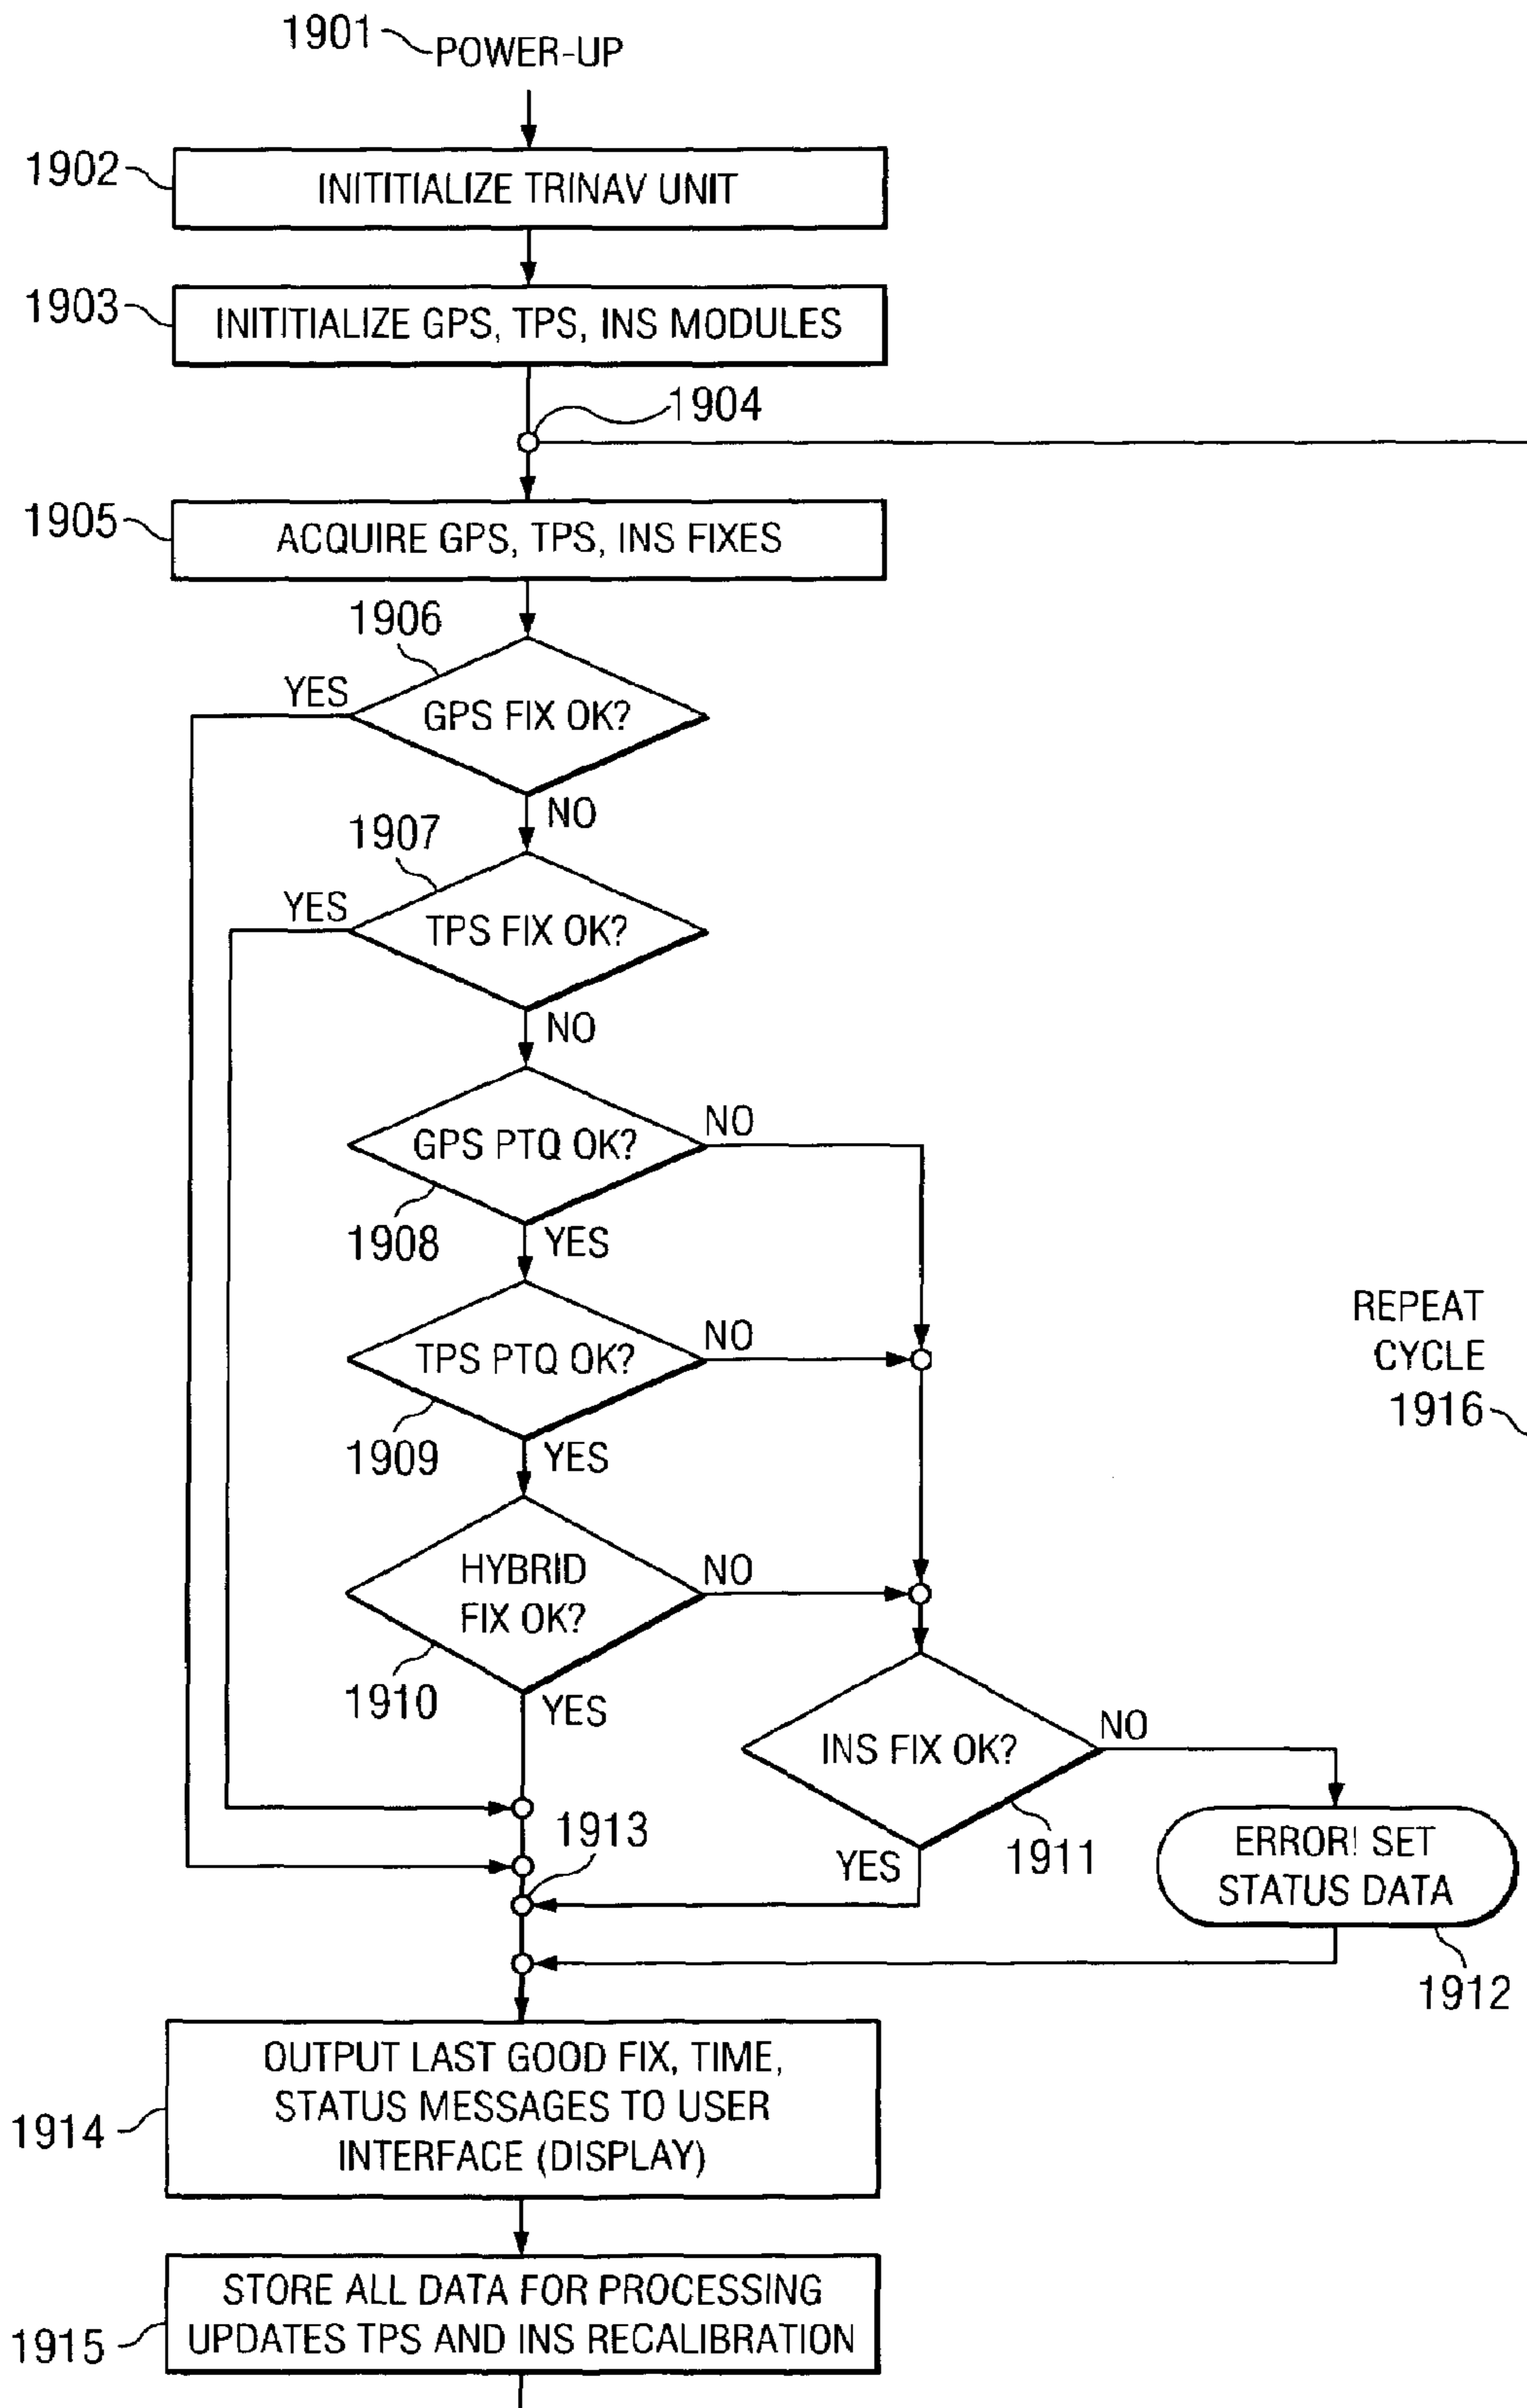 1901
POWER-UP
1902
INITITIALIZE TRINAV UNIT
1903
INITITIALIZE GPS, TPS, INS MODULES
1904
1905
ACQUIRE GPS, TPS, INS FIXES
1906
YES
GPS FIX OK?
NO
1907
YES
TPS FIX OK?
NO
GPS PTQ OK?
NO
1908
YES
TPS PTQ OK?
NO
1909
YES
REPEAT
CYCLE
1916
HYBRID
FIX OK?
NO
1910
YES
INS FIX OK?
NO
1911
YES
1913
ERROR! SET
STATUS DATA
1912
OUTPUT LAST GOOD FIX, TIME,
STATUS MESSAGES TO USER
INTERFACE (DISPLAY)
1914
STORE ALL DATA FOR PROCESSING
UPDATES TPS AND INS RECALIBRATION
1915